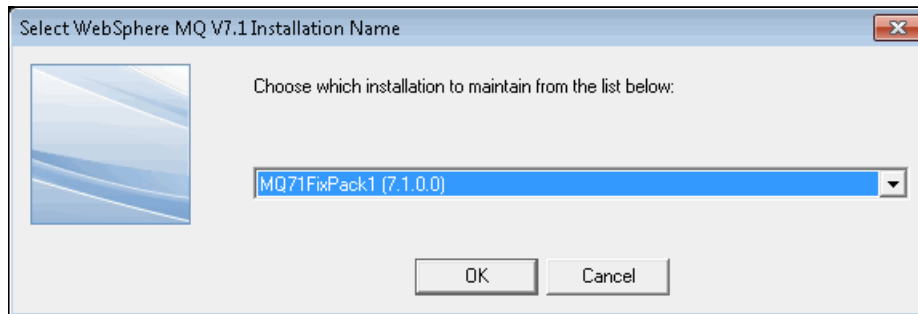 Select WebSphere MQ V7.1 Installation Name
Choose which installation to maintain from the list below:
MQ71FixPack1 (7.1.0.0)
OK
Cancel